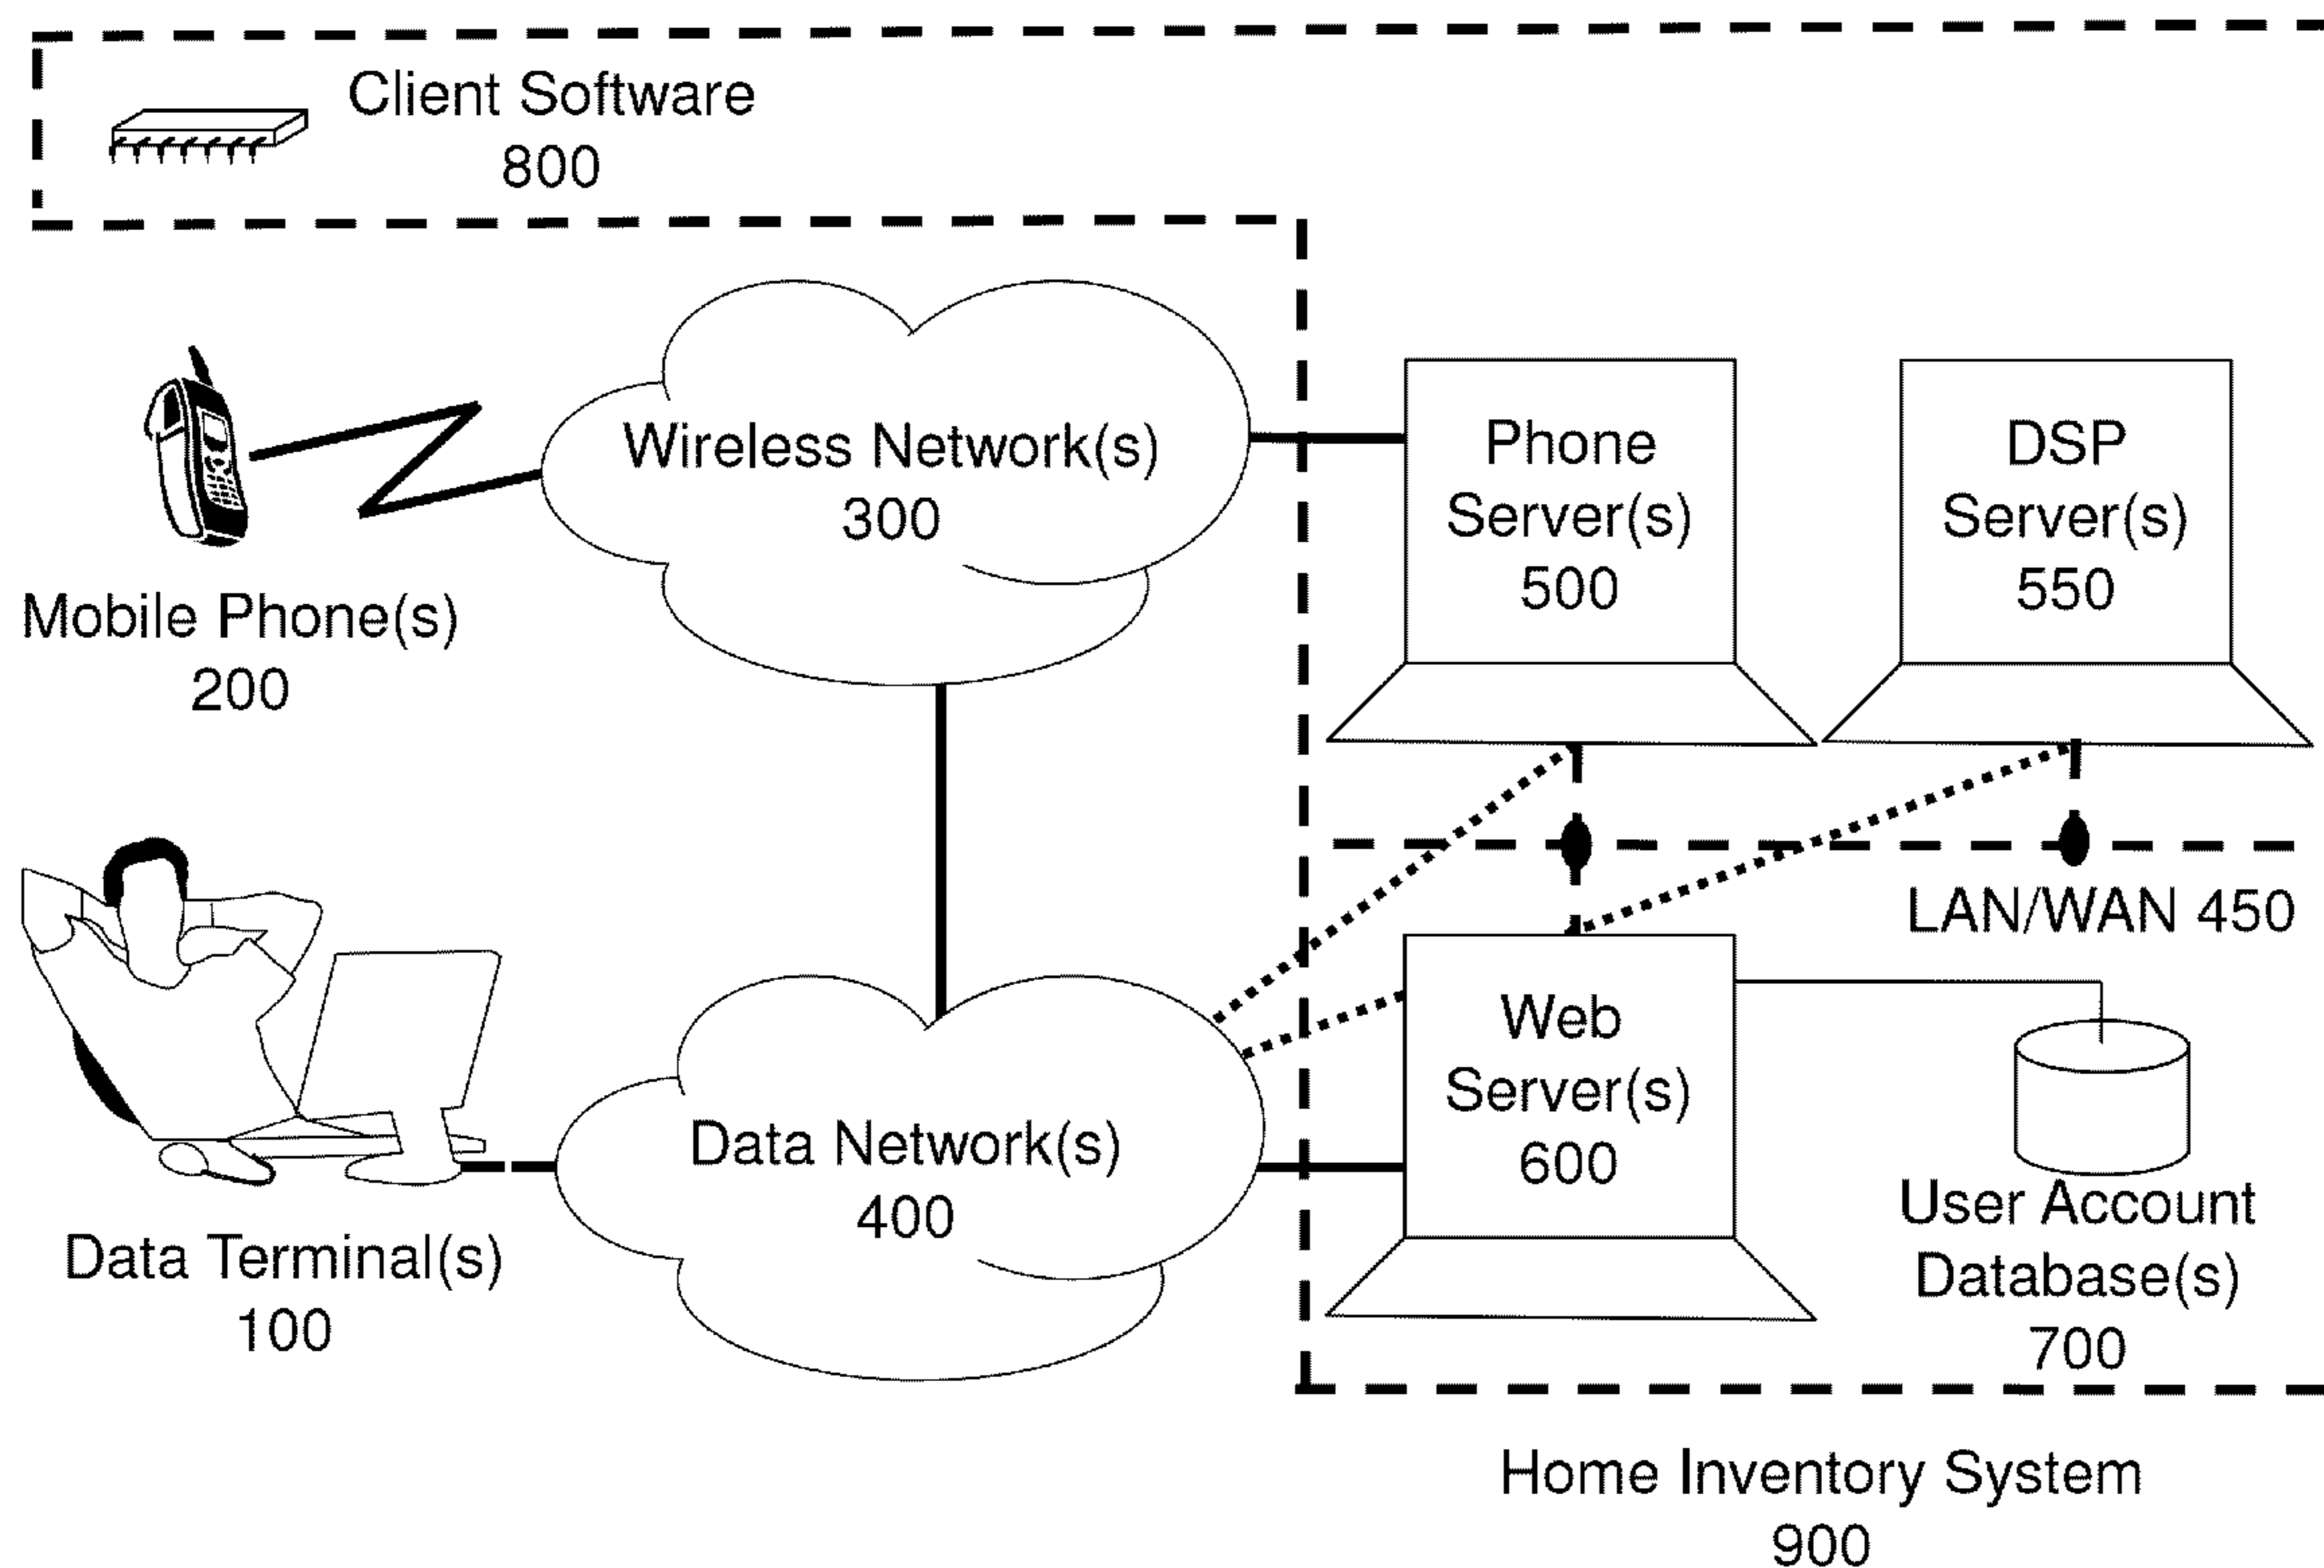 Client Software
800
Wireless Network(s)
300
Phone
Server(s)
500
DSP
Server(s)
550
Mobile Phone(s)
200
LAN/WAN 450
Web
Server(s)
600
Data Network(s)
400
Data Terminal(s)
100
User Account
Database(s)
700
Home Inventory System
900